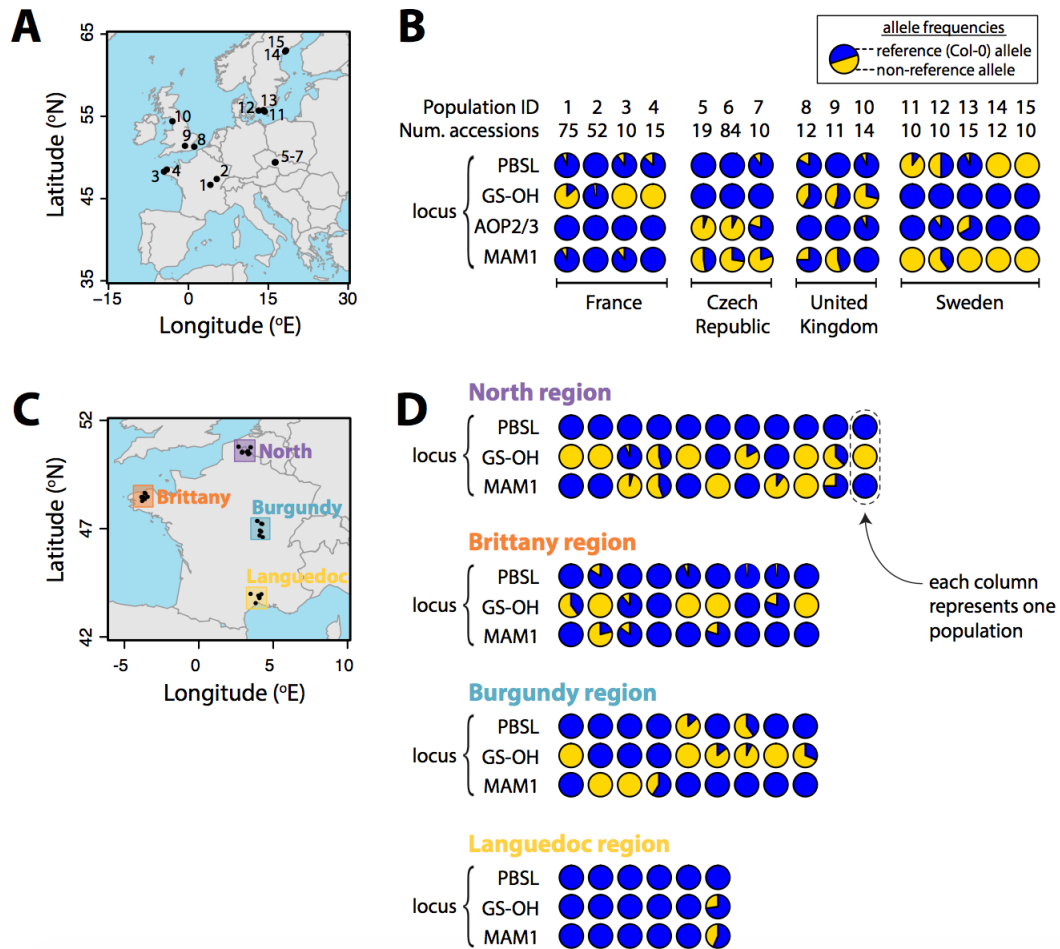 A
65
55
45
35
Latitude (ºN)
−15 0 15 30
Longitude (ºE)
15
14
13
12
11
10
9 8
5-7
4
3
2
1
B
allele frequencies
reference (Col-0) allele
non-reference allele
Population ID 1 2 3 4 5 6 7 8 9 10 11 12 13 14 15
Num. accessions 75 52 10 15 19 84 10 12 11 14 10 10 15 12 10
locus
PBSL
GS-OH
AOP2/3
MAM1
France
Czech
Republic
United
Kingdom
Sweden
C
52
47
42
Latitude (ºN)
-5 0 5 10
Longitude (ºE)
North
Brittany
Burgundy
Languedoc
D
North region
locus
PBSL
GS-OH
MAM1
Brittany region
locus
PBSL
GS-OH
MAM1
each column
represents one
population
Burgundy region
locus
PBSL
GS-OH
MAM1
Languedoc region
locus
PBSL
GS-OH
MAM1